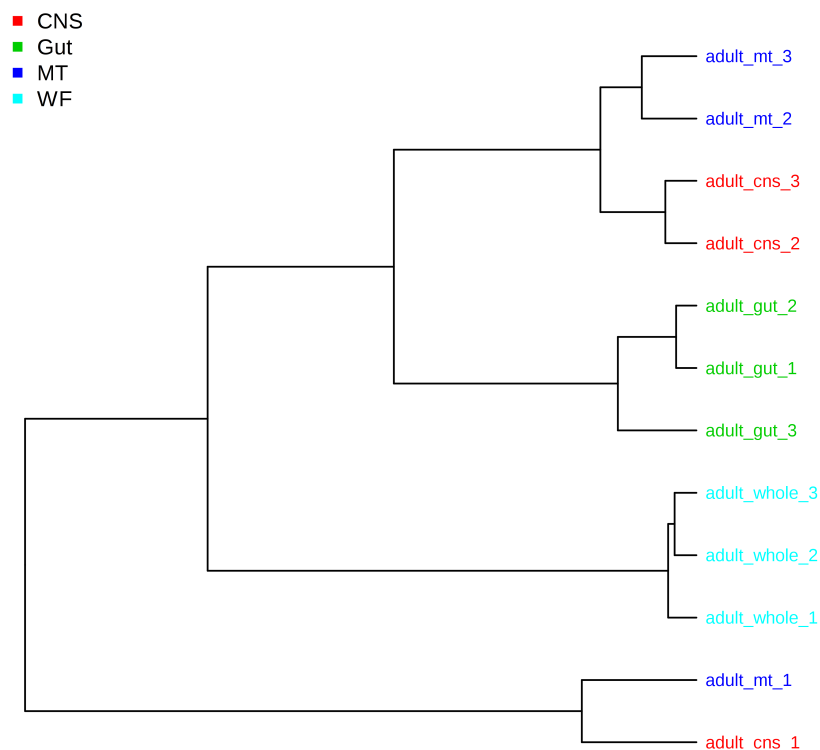 CNS
Gut
MT
WF
adult_mt_3
adult_mt_2
adult_cns_3
adult_cns_2
adult_gut_2
adult_gut_1
adult_gut_3
adult_whole_3
adult_whole_2
adult_whole_1
adult_mt_1
adult_cns_1